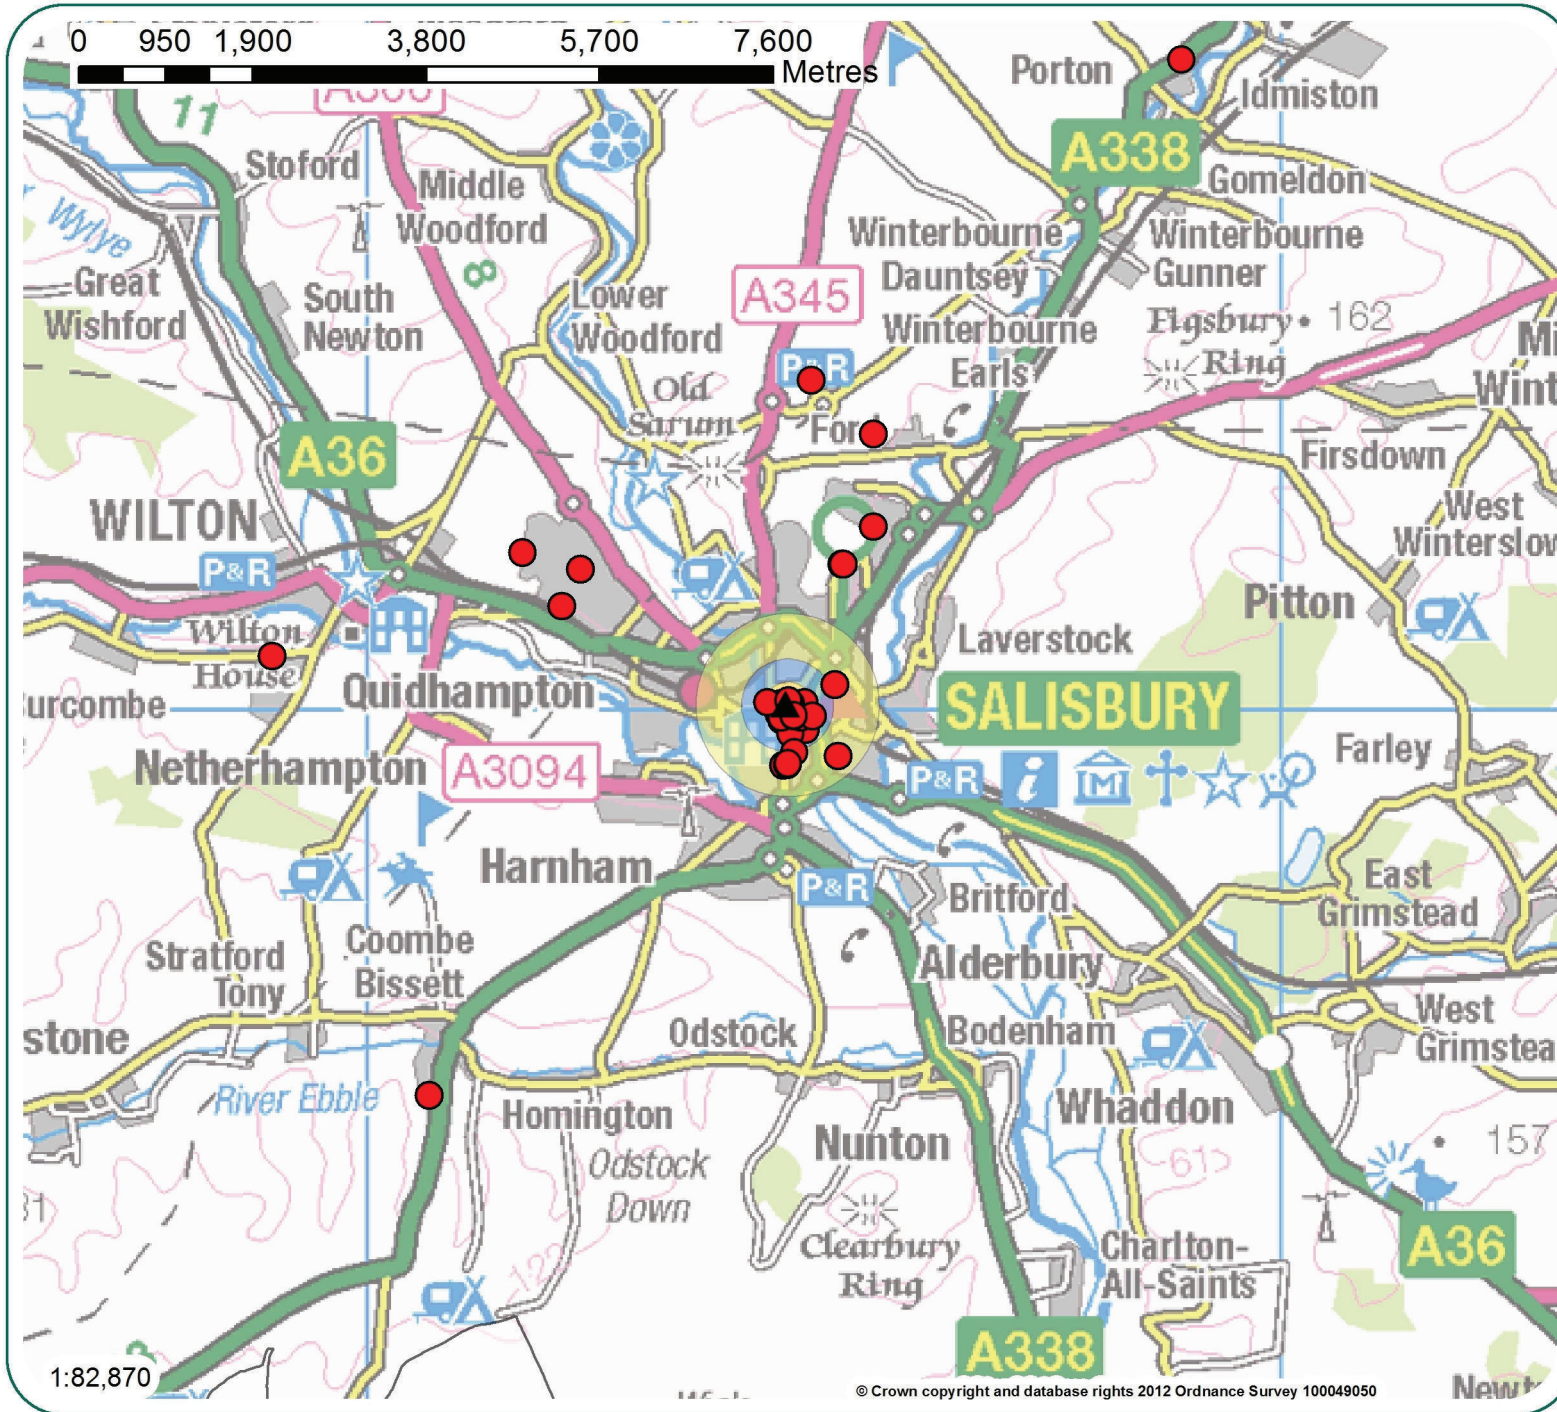 0 950 1,900 3,800 5,700 7,600
Metres
11
Stoford
Middle
Woodford
8
Wylye
Great
Wishford
South
Newton
Lower
Woodford
A345
Porton
Idmiston
A338
Gomeldon
Winterbourne
Dauntsey
Winterbourne
Gunner
Winterbourne
Earls
Figsbury
Ring
162
Old
Sarum
P&R
A36
WILTON
P&R
Firsdown
West
Pitton
Wilton
House
Quidhampton
Laverstock
SALISBURY
Netherhampton
A3094
P&R
i
M
Farley
Harnham
P&R
Britford
East
Grimstead
Stratford
Tony
Coombe
Bissett
Alderbury
Odstock
Bodenham
West
River Ebble
Homington
Whaddon
Nunton
Odstock
Down
61
157
Clearbury
Ring
Charlton-
All-Saints
A36
A338
1:82,870
© Crown copyright and database rights 2012 Ordnance Survey 100049050